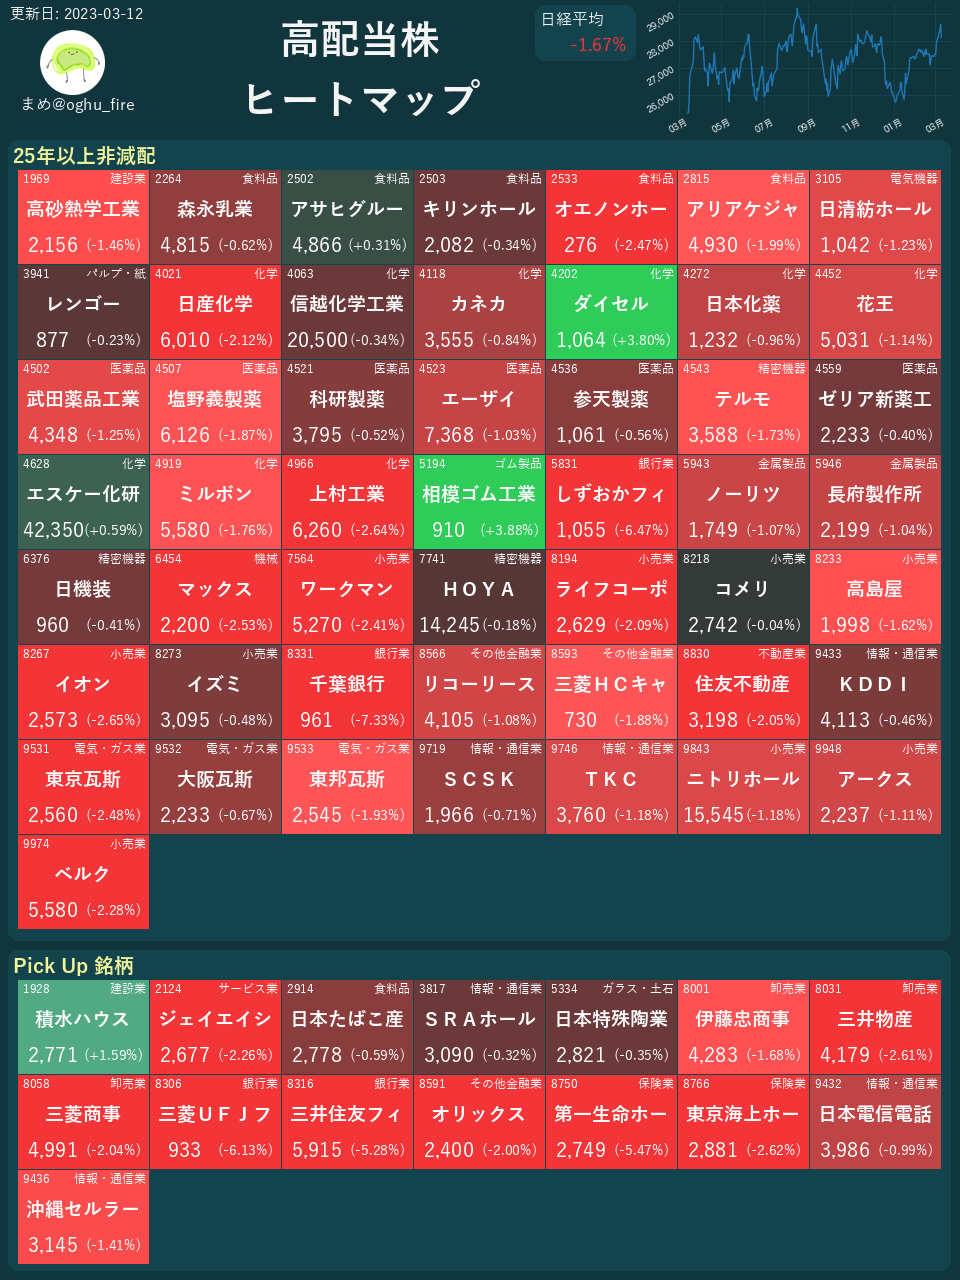 更新日: 2023-03-12
まめ@oghu_fire
高配当株
ヒートマップ
日経平均
-1.67%
29,000
28,000
27,000
26,000
03月 05月 07月 09月 11月 01月 03月
25年以上非減配
1969 建設業 2264 食料品 2502 食料品 2503 食料品 2533 食料品 2815 食料品 3105 電気機器
高砂熱学工業 森永乳業 アサヒグルー キリンホール オエノンホー アリアケジャ 日清紡ホール
2,156 (-1.46%) 4,815 (-0.62%) 4,866 (+0.31%) 2,082 (-0.34%) 276 (-2.47%) 4,930 (-1.99%) 1,042 (-1.23%)
3941 パルプ・紙 4021 化学 4063 化学 4118 化学 4202 化学 4272 化学 4452 化学
レンゴー 日産化学 信越化学工業 カネカ ダイセル 日本化薬 花王
877 (-0.23%) 6,010 (-2.12%) 20,500 (-0.34%) 3,555 (-0.84%) 1,064 (+3.80%) 1,232 (-0.96%) 5,031 (-1.14%)
4502 医薬品 4507 医薬品 4521 医薬品 4523 医薬品 4536 医薬品 4543 精密機器 4559 医薬品
武田薬品工業 塩野義製薬 科研製薬 エーザイ 参天製薬 テルモ ゼリア新薬工
4,348 (-1.25%) 6,126 (-1.87%) 3,795 (-0.52%) 7,368 (-1.03%) 1,061 (-0.56%) 3,588 (-1.73%) 2,233 (-0.40%)
4628 化学 4919 化学 4966 化学 5194 ゴム製品 5831 銀行業 5943 金属製品 5946 金属製品
エスケー化研 ミルボン 上村工業 相模ゴム工業 しずおかフィ ノーリツ 長府製作所
42,350 (+0.59%) 5,580 (-1.76%) 6,260 (-2.64%) 910 (+3.88%) 1,055 (-6.47%) 1,749 (-1.07%) 2,199 (-1.04%)
6376 精密機器 6454 機械 7564 小売業 7741 精密機器 8194 小売業 8218 小売業 8233 小売業
日機装 マックス ワークマン ＨＯＹＡ ライフコーポ コメリ 高島屋
960 (-0.41%) 2,200 (-2.53%) 5,270 (-2.41%) 14,245 (-0.18%) 2,629 (-2.09%) 2,742 (-0.04%) 1,998 (-1.62%)
8267 小売業 8273 小売業 8331 銀行業 8566 その他金融業 8593 その他金融業 8830 不動産業 9433 情報・通信業
イオン イズミ 千葉銀行 リコーリース 三菱ＨＣキャ 住友不動産 ＫＤＤＩ
2,573 (-2.65%) 3,095 (-0.48%) 961 (-7.33%) 4,105 (-1.08%) 730 (-1.88%) 3,198 (-2.05%) 4,113 (-0.46%)
9531 電気・ガス業 9532 電気・ガス業 9533 電気・ガス業 9719 情報・通信業 9746 情報・通信業 9843 小売業 9948 小売業
東京瓦斯 大阪瓦斯 東邦瓦斯 ＳＣＳＫ ＴＫＣ ニトリホール アークス
2,560 (-2.48%) 2,233 (-0.67%) 2,545 (-1.93%) 1,966 (-0.71%) 3,760 (-1.18%) 15,545 (-1.18%) 2,237 (-1.11%)
9974 小売業
ベルク
5,580 (-2.28%)
Pick Up 銘柄
1928 建設業 2124 サービス業 2914 食料品 3817 情報・通信業 5334 ガラス・土石 8001 卸売業 8031 卸売業
積水ハウス ジェイエイシ 日本たばこ産 ＳＲＡホール 日本特殊陶業 伊藤忠商事 三井物産
2,771 (+1.59%) 2,677 (-2.26%) 2,778 (-0.59%) 3,090 (-0.32%) 2,821 (-0.35%) 4,283 (-1.68%) 4,179 (-2.61%)
8058 卸売業 8306 銀行業 8316 銀行業 8591 その他金融業 8750 保険業 8766 保険業 9432 情報・通信業
三菱商事 三菱ＵＦＪフ 三井住友フィ オリックス 第一生命ホー 東京海上ホー 日本電信電話
4,991 (-2.04%) 933 (-6.13%) 5,915 (-5.28%) 2,400 (-2.00%) 2,749 (-5.47%) 2,881 (-2.62%) 3,986 (-0.99%)
9436 情報・通信業
沖縄セルラー
3,145 (-1.41%)